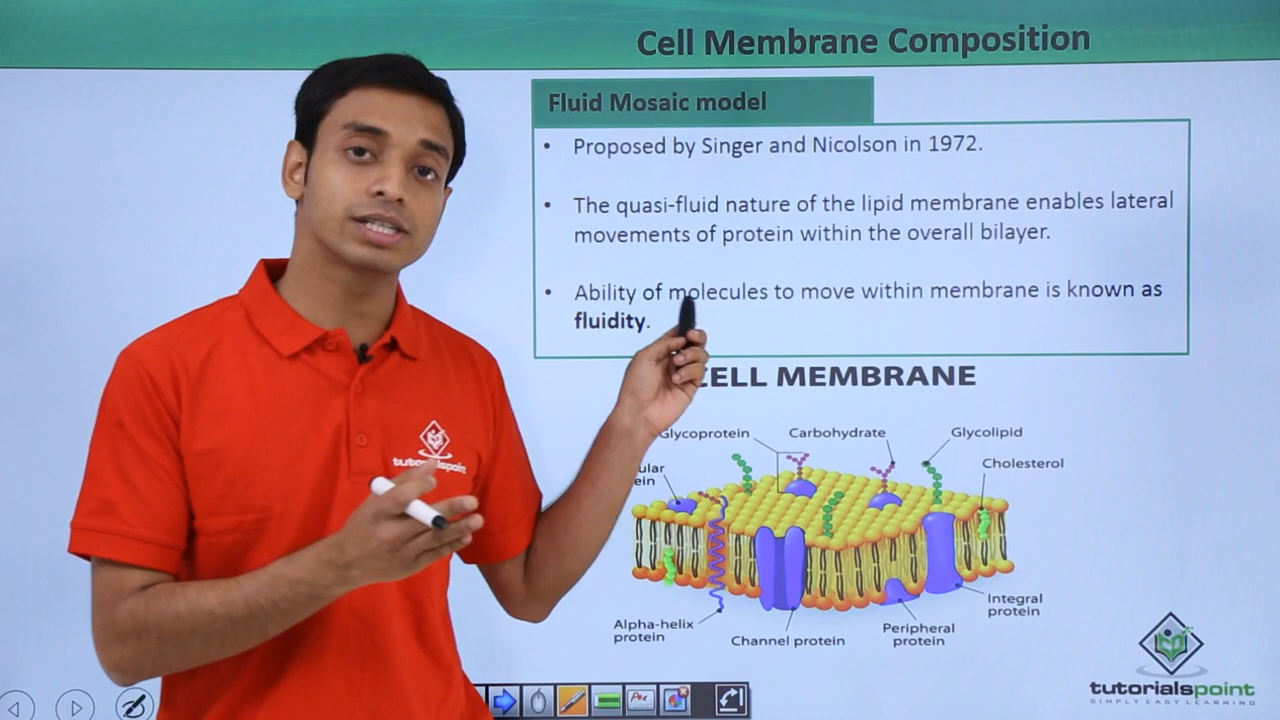 Cell Membrane Composition
Fluid Mosaic model
• Proposed by Singer and Nicolson in 1972.
• The quasi-fluid nature of the lipid membrane enables lateral
movements of protein within the overall bilayer.
• Ability of molecules to move within membrane is known as
fluidity.
CELL MEMBRANE
Glycoprotein
Carbohydrate
Glycolipid
Cholesterol
Alpha-helix
protein
Channel protein
Peripheral
protein
Integral
protein
tutorialspoint
tutorialspoint
SIMPLY EASY LEARNING